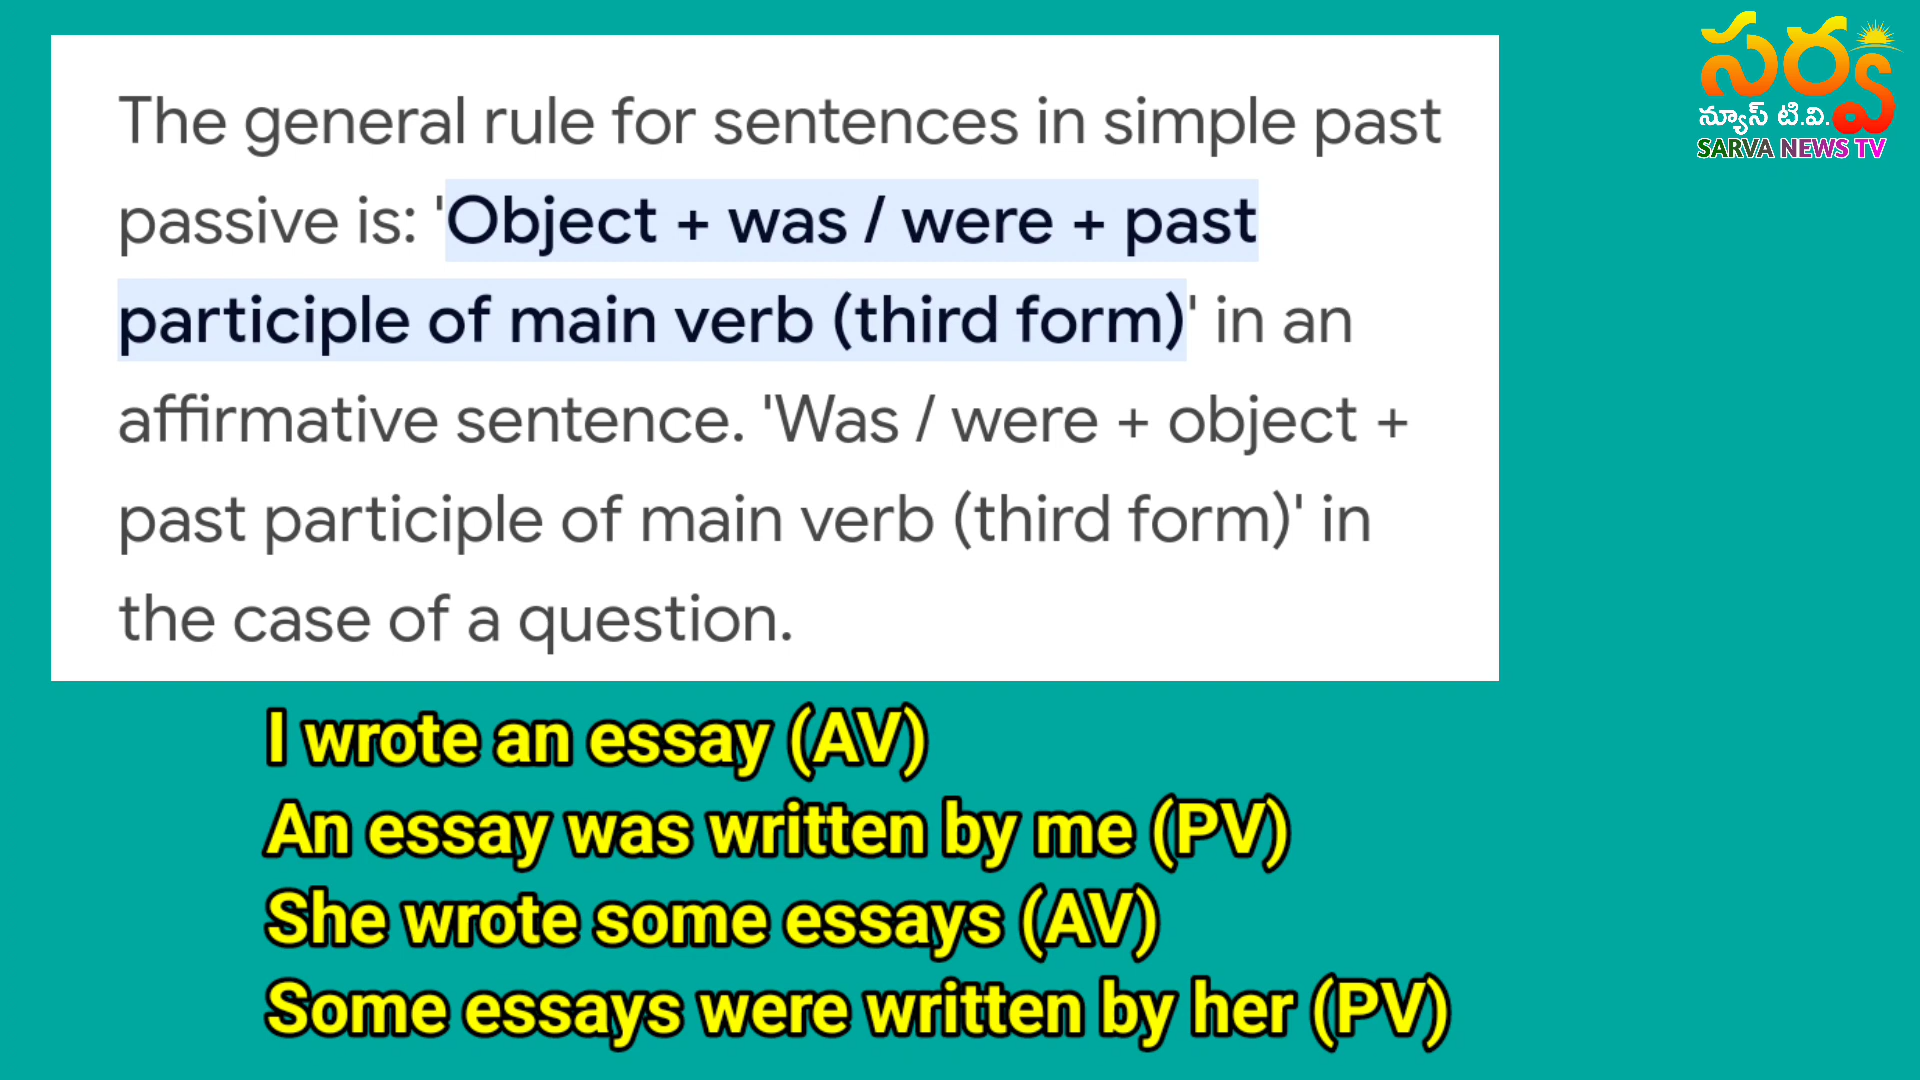 The general rule for sentences in simple past
passive is: 'Object + was / were + past
participle of main verb (third form)' in an
affirmative sentence. 'Was / were + object +
past participle of main verb (third form)' in
the case of a question.
I wrote an essay (AV)
An essay was written by me (PV)
She wrote some essays (AV)
Some essays were written by her (PV)
సర్వ
న్యూస్ టి.వి.
SARVA NEWS TV